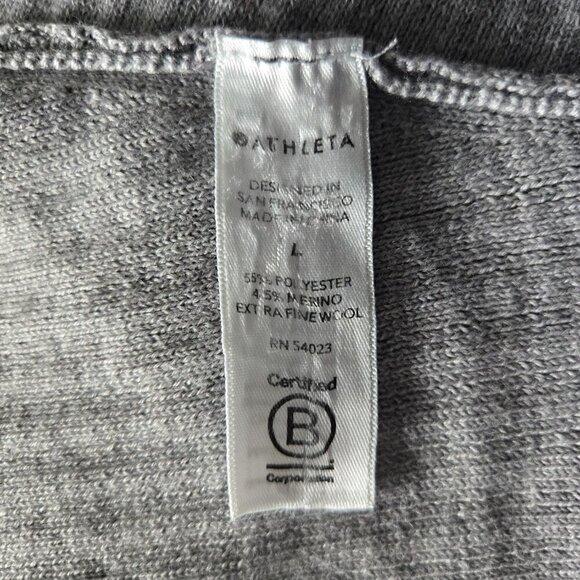 ATHLETA
DESIGNED IN
SAN FRANCISCO
MADE IN CHINA
L
55% POLYESTER
45% MERINO
EXTRA FINE WOOL
RN 54023
Certified
B
Corporation